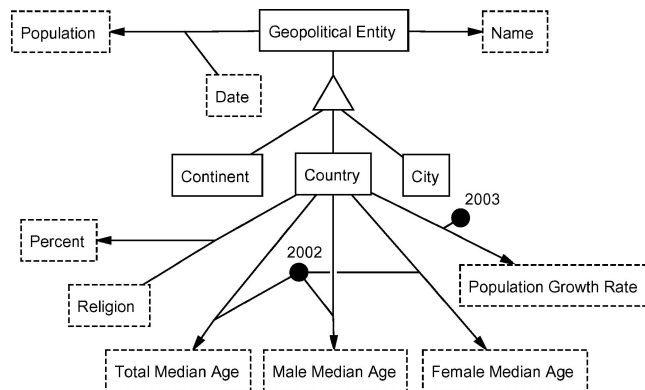 Population
Geopolitical Entity
Name
Date
Continent
Country
City
2003
Percent
2002
Religion
Population Growth Rate
Total Median Age
Male Median Age
Female Median Age